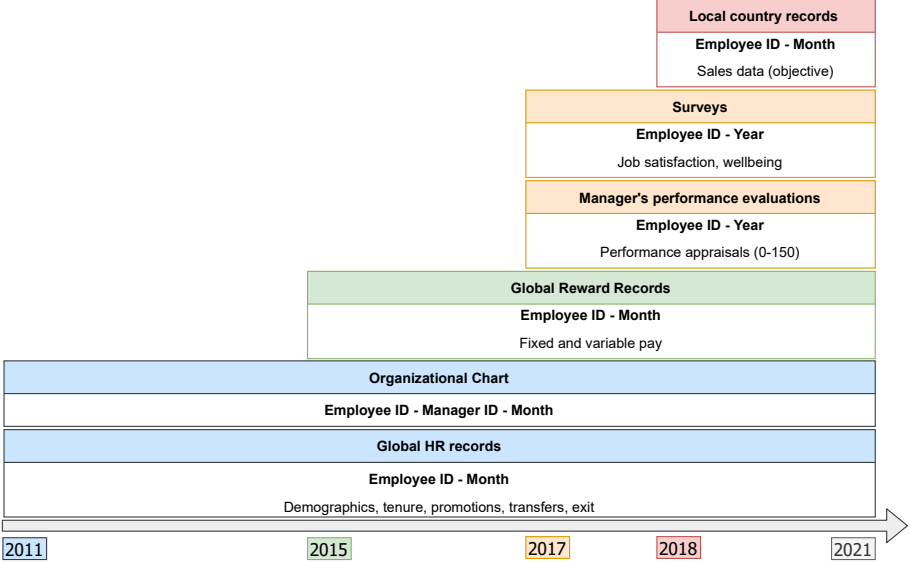 Local country records
Employee ID - Month
Sales data (objective)
Surveys
Employee ID - Year
Job satisfaction, wellbeing
Manager's performance evaluations
Employee ID - Year
Performance appraisals (0-150)
Global Reward Records
Employee ID - Month
Fixed and variable pay
Organizational Chart
Employee ID - Manager ID - Month
Global HR records
Employee ID - Month
Demographics, tenure, promotions, transfers, exit
2011 2015 2017 2018 2021